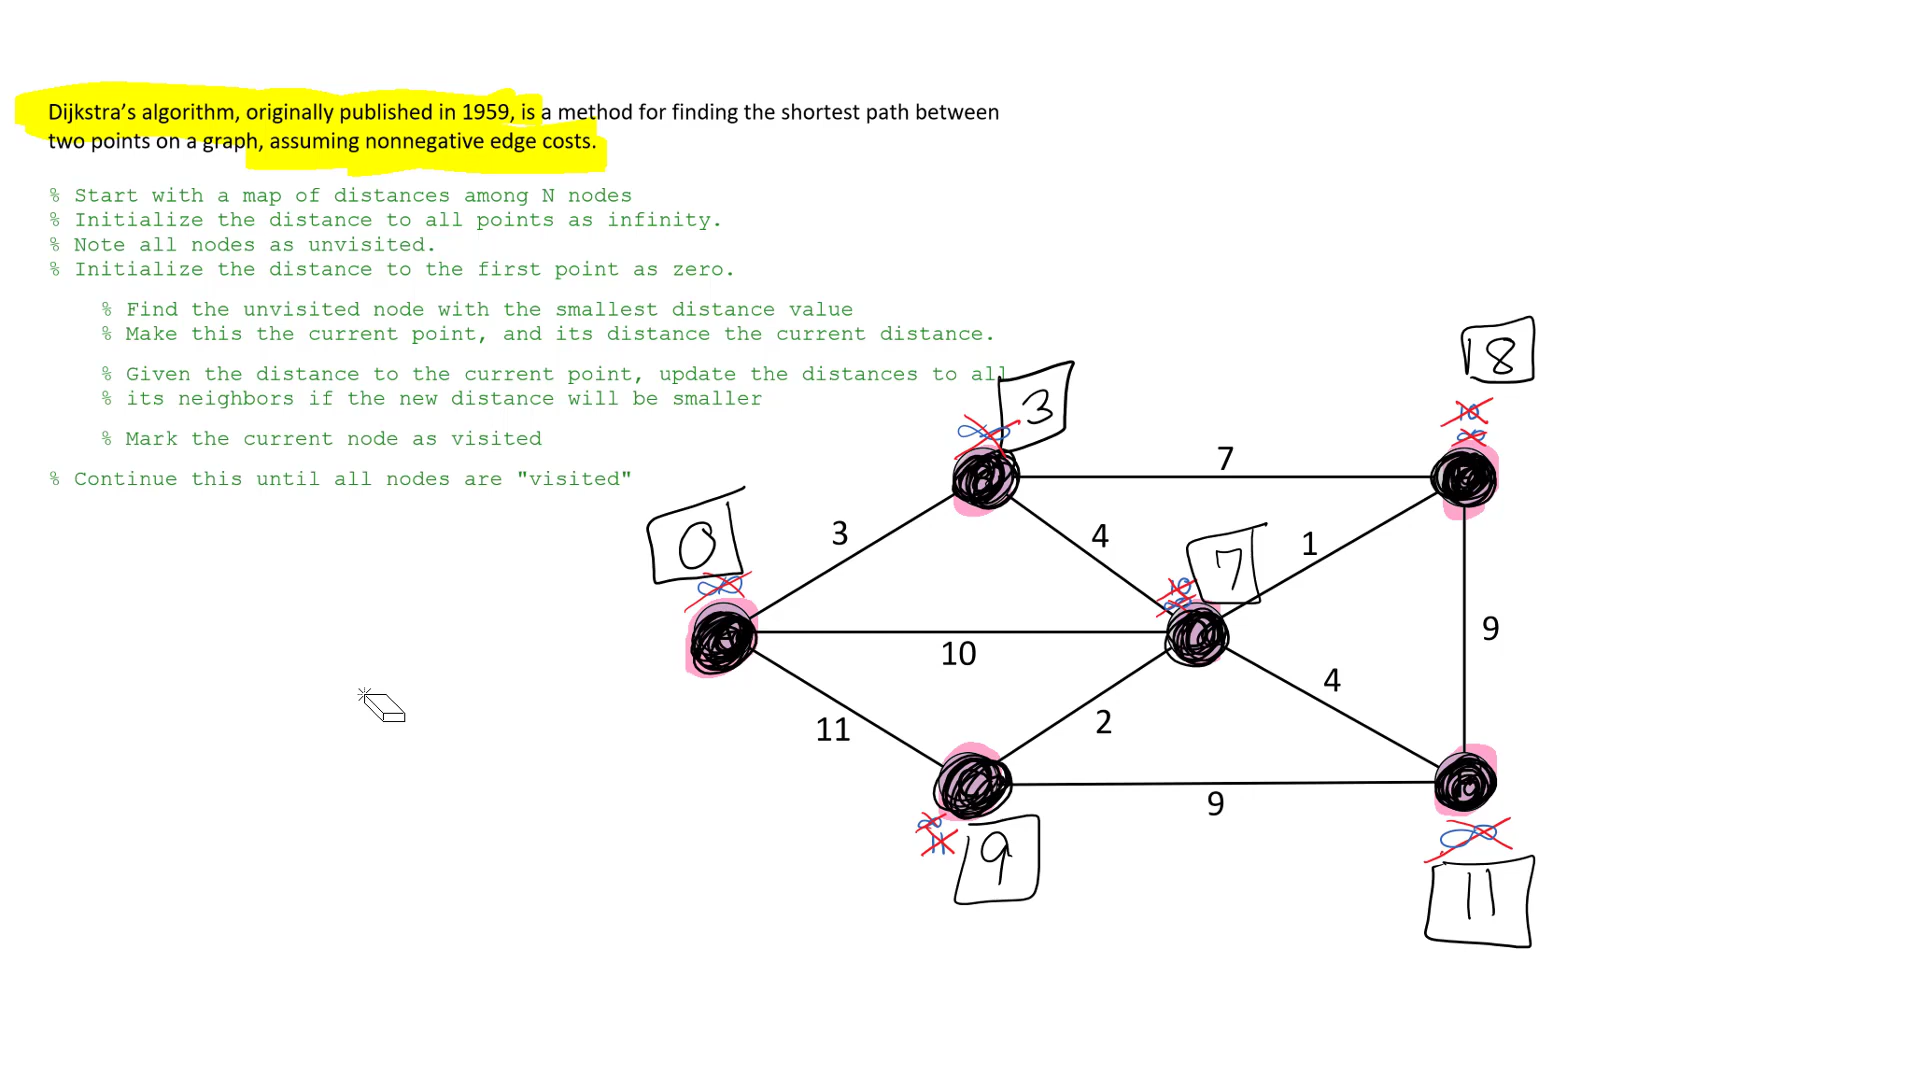 Dijkstra’s algorithm, originally published in 1959, is a method for finding the shortest path between
two points on a graph, assuming nonnegative edge costs.
% Start with a map of distances among N nodes
% Initialize the distance to all points as infinity.
% Note all nodes as unvisited.
% Initialize the distance to the first point as zero.
% Find the unvisited node with the smallest distance value
% Make this the current point, and its distance the current distance.
% Given the distance to the current point, update the distances to all
% its neighbors if the new distance will be smaller
% Mark the current node as visited
% Continue this until all nodes are "visited"
8
3
10
∞
∞
7
0
3
4
7
1
∞
10
∞
10
9
11
2
4
9
∞
11
9
∞
11